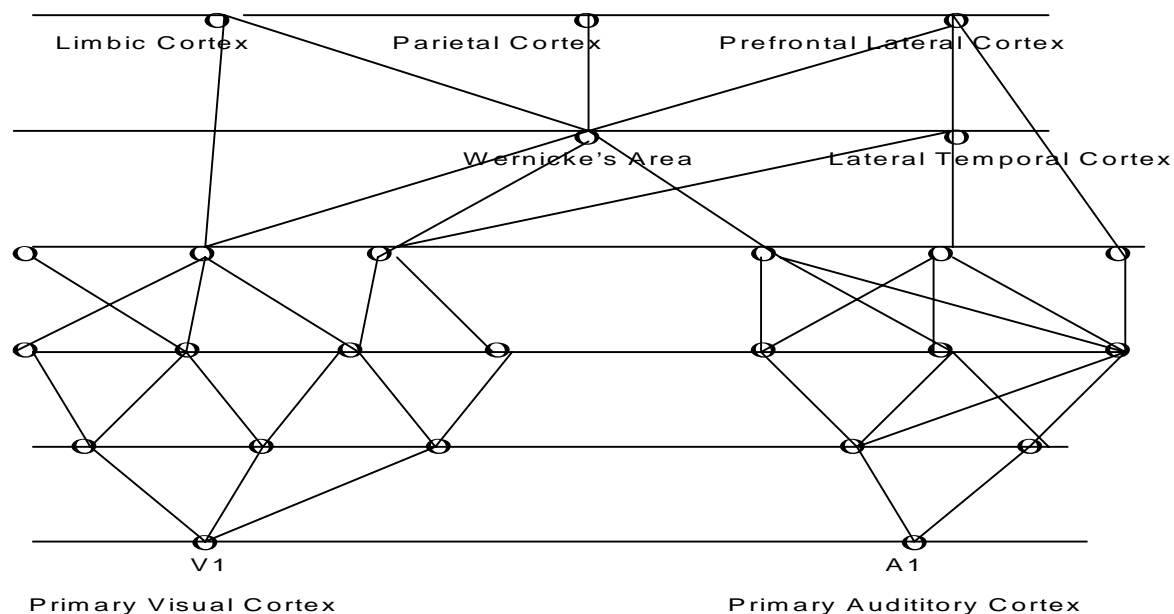 Limbic Cortex
Parietal Cortex
Prefrontal Lateral Cortex
Wernicke's Area
Lateral Temporal Cortex
V1
A1
Primary Visual Cortex
Primary Audititory Cortex